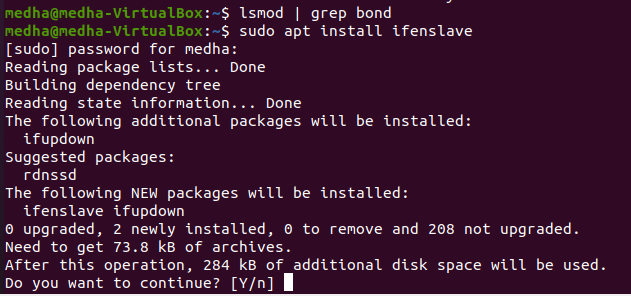 medha@medha-VirtualBox:~$ lsmod | grep bond
medha@medha-VirtualBox:~$ sudo apt install ifenslave
[sudo] password for medha:
Reading package lists... Done
Building dependency tree
Reading state information... Done
The following additional packages will be installed:
  ifupdown
Suggested packages:
  rdnssd
The following NEW packages will be installed:
  ifenslave ifupdown
0 upgraded, 2 newly installed, 0 to remove and 208 not upgraded.
Need to get 73.8 kB of archives.
After this operation, 284 kB of additional disk space will be used.
Do you want to continue? [Y/n]